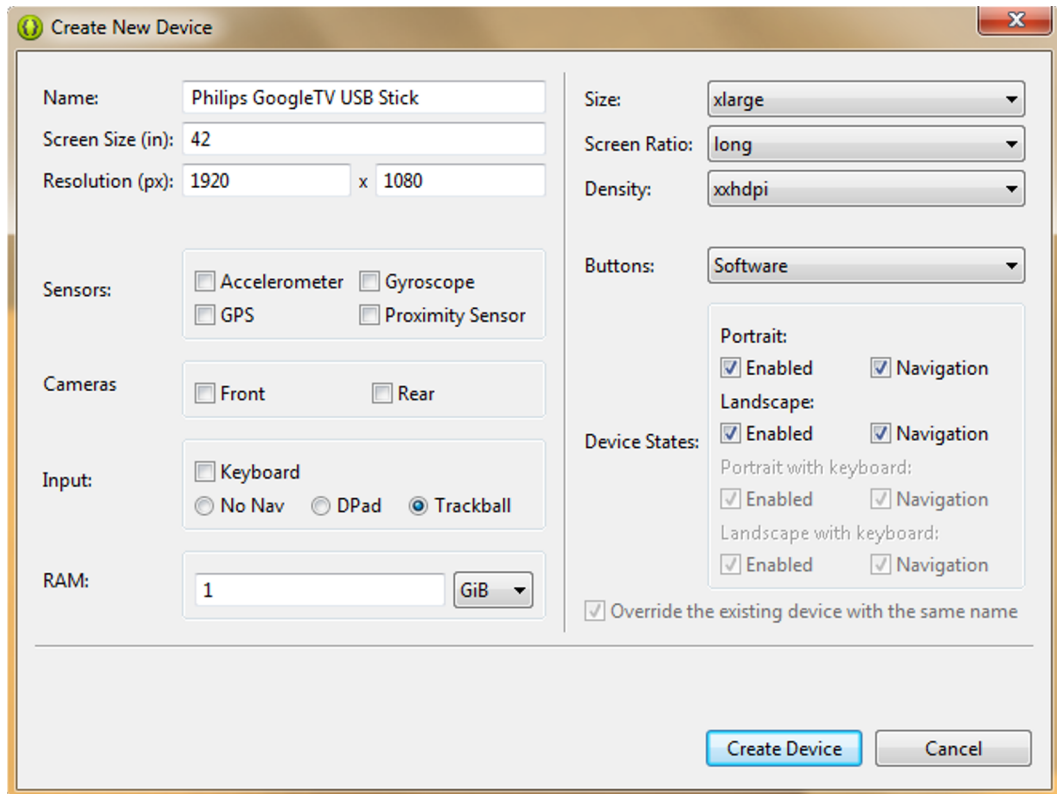 Create New Device
Name: Philips GoogleTV USB Stick
Screen Size (in): 42
Resolution (px): 1920 x 1080
Sensors:
Accelerometer Gyroscope
GPS Proximity Sensor
Cameras
Front Rear
Input:
Keyboard
No Nav DPad Trackball
RAM: 1 GiB
Size: xlarge
Screen Ratio: long
Density: xxhdpi
Buttons: Software
Device States:
Portrait:
Enabled Navigation
Landscape:
Enabled Navigation
Portrait with keyboard:
Enabled Navigation
Landscape with keyboard:
Enabled Navigation
Override the existing device with the same name
Create Device Cancel